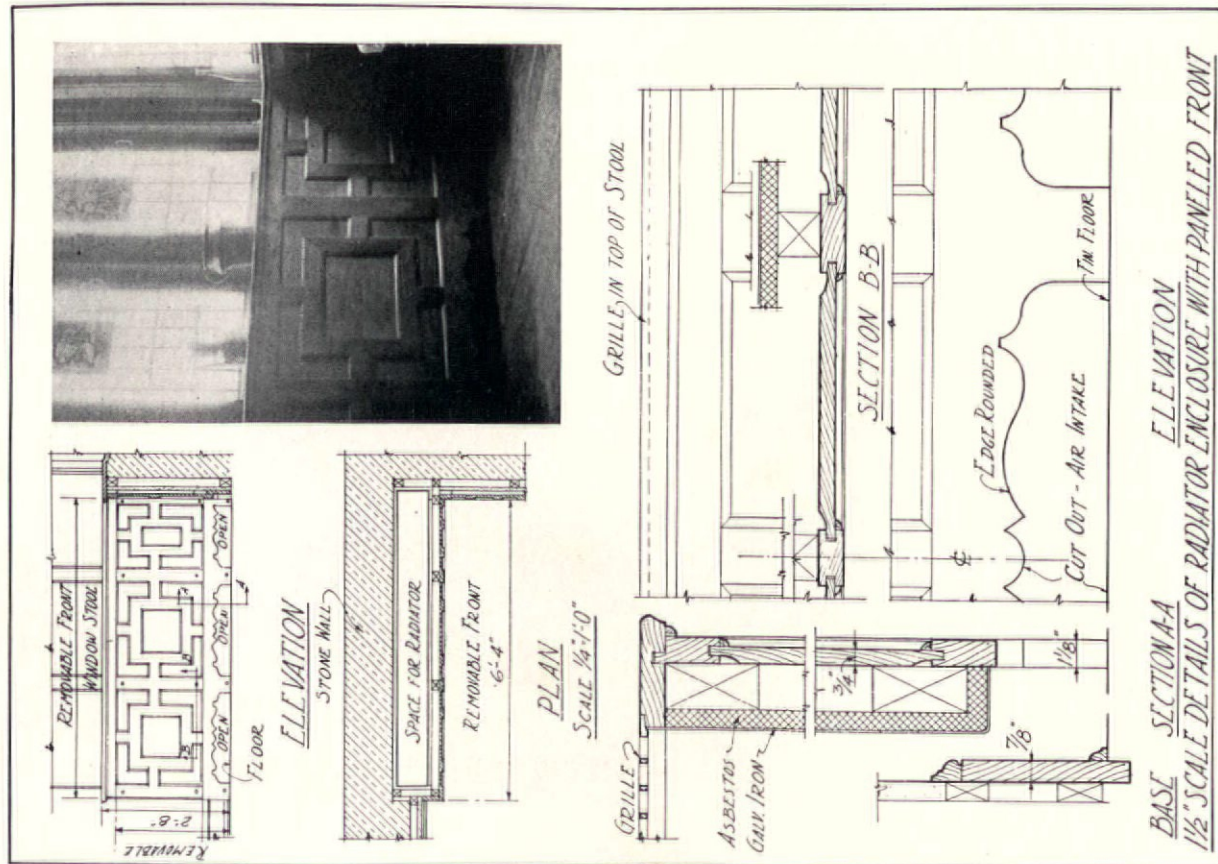 REMOVABLE FRONT
WINDOW STOOL
A
B
B
OPEN
OPEN
OPEN
A
FLOOR
2'-8"
REMOVABLE
ELEVATION
STONE WALL
SPACE FOR RADIATOR
REMOVABLE FRONT
6'-4"
PLAN
SCALE 1/4"=1'-0"
GRILLE IN TOP OF STOOL
SECTION B-B
GRILLE
ASBESTOS
GALV. IRON
3/4"
1 1/8"
7/8"
EDGE ROUNDED
CUT OUT - AIR INTAKE
FIN FLOOR
℄
BASE
SECTION A-A
ELEVATION
1 1/2" SCALE DETAILS OF RADIATOR ENCLOSURE WITH PANELED FRONT